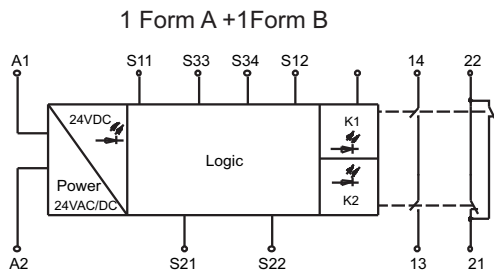 1 Form A +1Form B
A1 S11 S33 S34 S12 14 22
24VDC
K1
Logic
Power
24VAC/DC
K2
A2 S21 S22 13 21